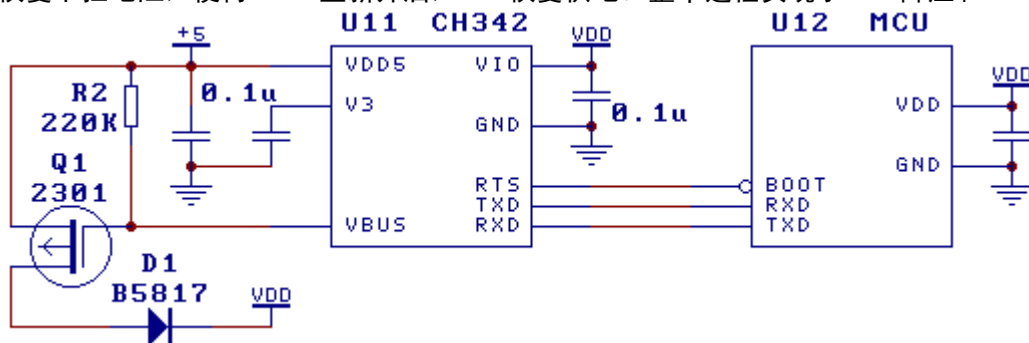 U11 CH342
U12 MCU
+5
VDD
VDD5
VIO
VDD
R2
220K
0.1u
V3
0.1u
VDD
GND
GND
Q1
2301
RTS
BOOT
TXD
RXD
VBUS
RXD
TXD
D1
B5817
VDD